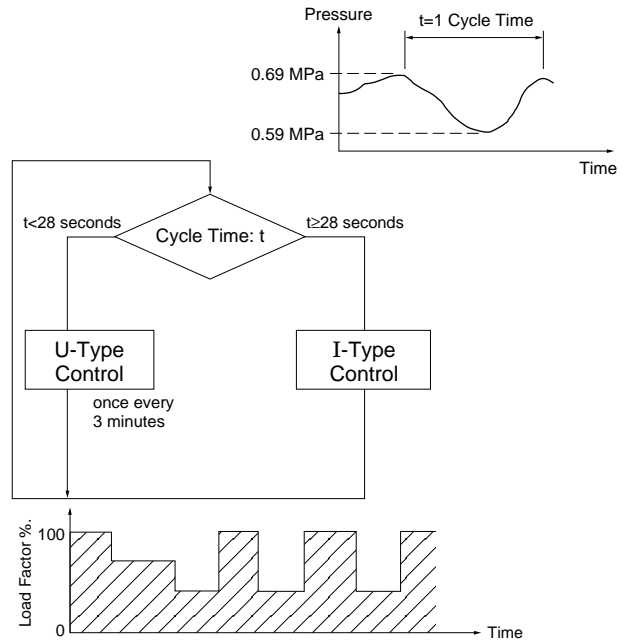 Pressure
t=1 Cycle Time
0.69 MPa
0.59 MPa
Time
t<28 seconds
t≥28 seconds
Cycle Time: t
U-Type
Control
I-Type
Control
once every
3 minutes
Load Factor %.
100
0
Time